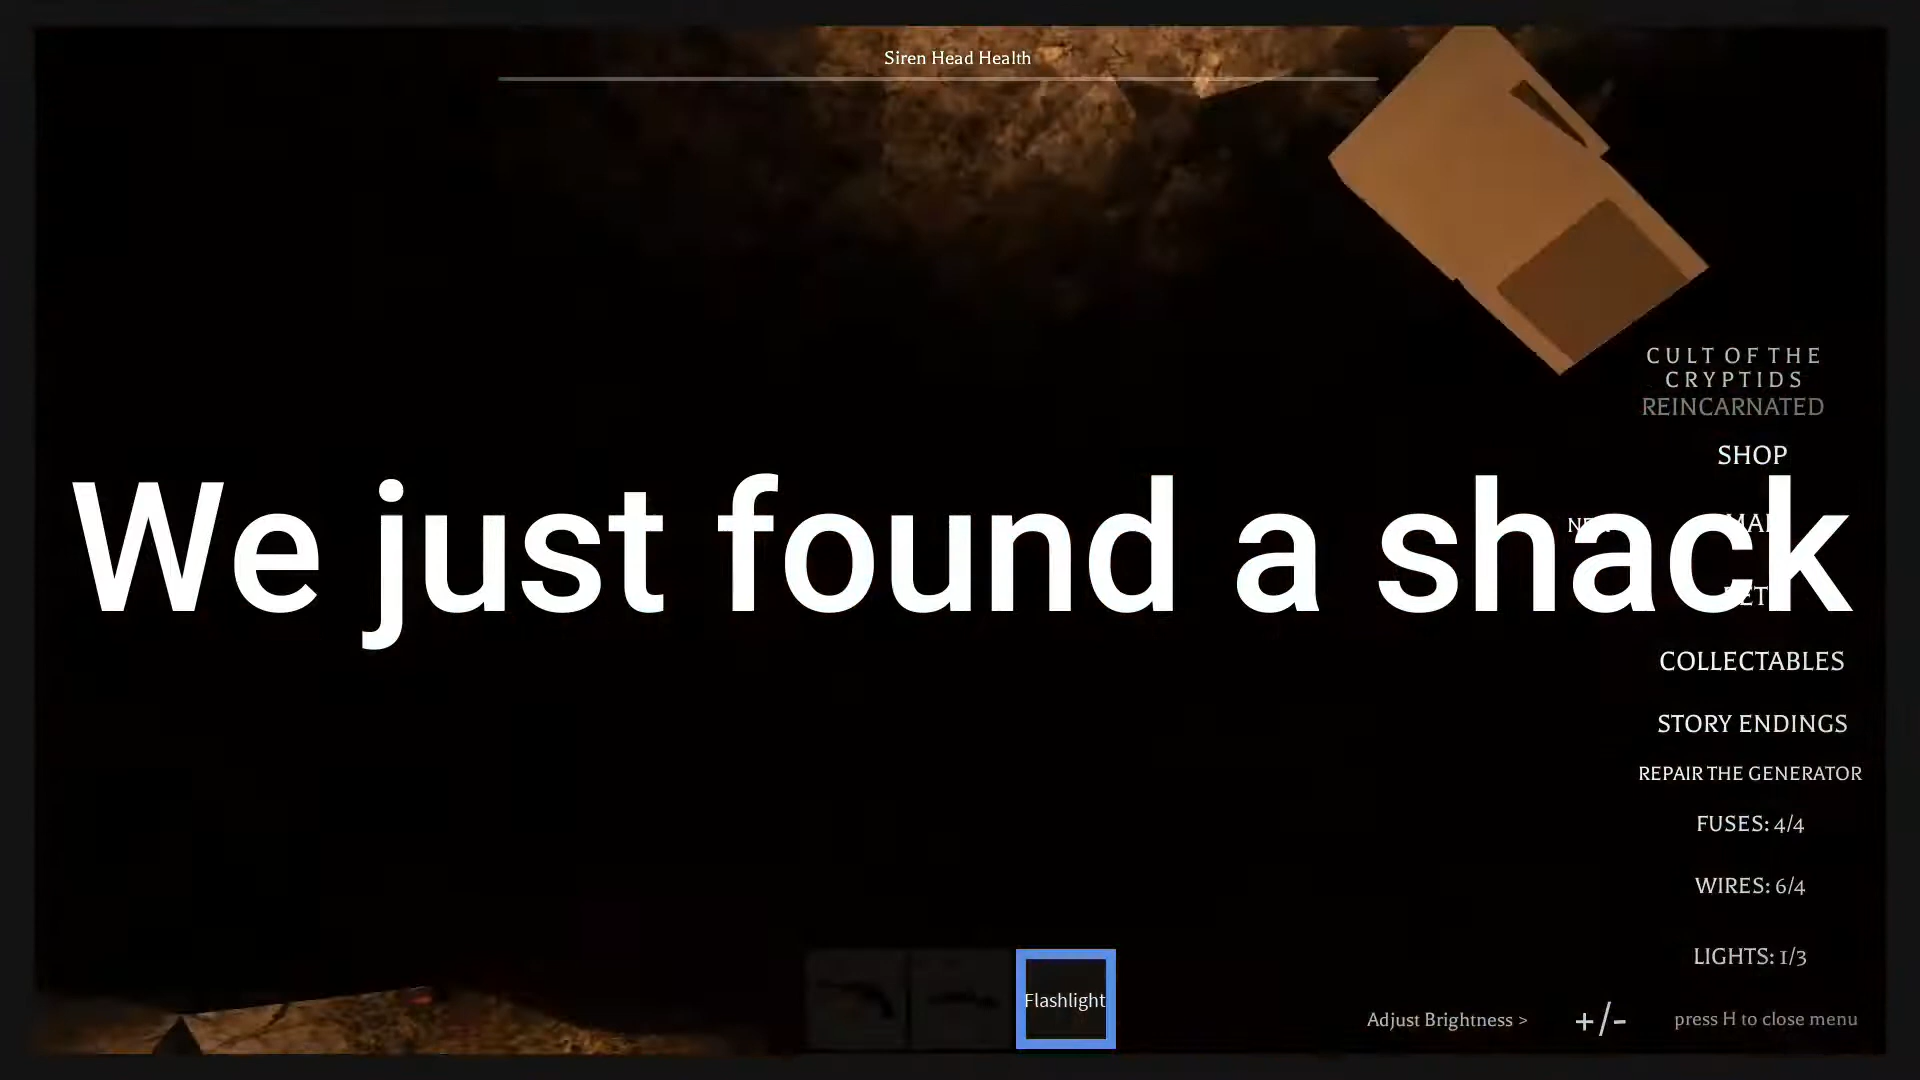 Siren Head Health
CULT OF THE
CRYPTIDS
REINCARNATED
SHOP
We just found a shack
COLLECTABLES
STORY ENDINGS
REPAIR THE GENERATOR
FUSES: 4/4
WIRES: 6/4
LIGHTS: 1/3
Flashlight
Adjust Brightness >
+/-
press H to close menu